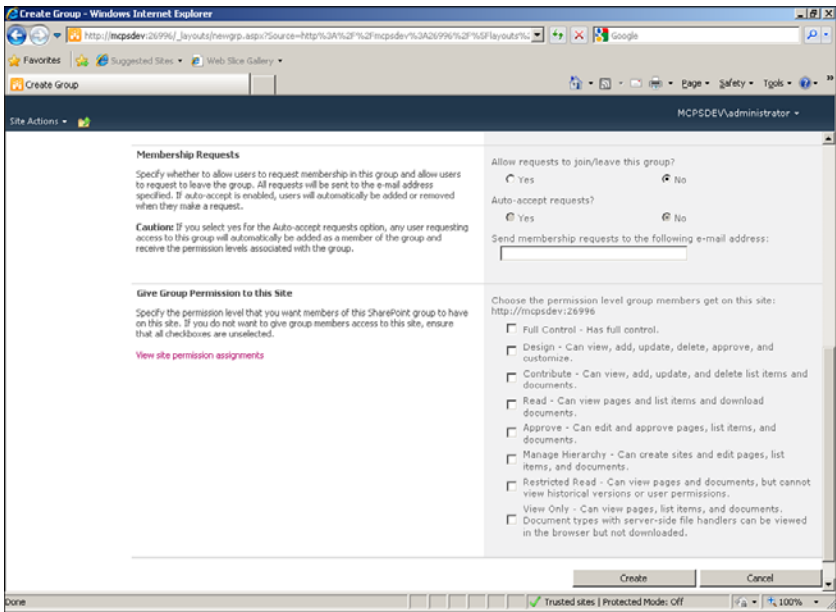 Create Group - Windows Internet Explorer
http://mcpsdev:26996/_layouts/newgrp.aspx?Source=http%3A%2F%2Fmcpsdev%3A26996%2F%5Flayouts%2
Google
Favorites Suggested Sites Web Slice Gallery
Create Group
Page Safety Tools
Site Actions
MCPSDEV\administrator
Membership Requests
Specify whether to allow users to request membership in this group and allow users
to request to leave the group. All requests will be sent to the e-mail address
specified. If auto-accept is enabled, users will automatically be added or removed
when they make a request.
Caution: If you select yes for the Auto-accept requests option, any user requesting
access to this group will automatically be added as a member of the group and
receive the permission levels associated with the group.
Allow requests to join/leave this group?
Yes No
Auto-accept requests?
Yes No
Send membership requests to the following e-mail address:
Give Group Permission to this Site
Specify the permission level that you want members of this SharePoint group to have
on this site. If you do not want to give group members access to this site, ensure
that all checkboxes are unselected.
View site permission assignments
Choose the permission level group members get on this site:
http://mcpsdev:26996
Full Control - Has full control.
Design - Can view, add, update, delete, approve, and
customize.
Contribute - Can view, add, update, and delete list items and
documents.
Read - Can view pages and list items and download
documents.
Approve - Can edit and approve pages, list items, and
documents.
Manage Hierarchy - Can create sites and edit pages, list
items, and documents.
Restricted Read - Can view pages and documents, but cannot
view historical versions or user permissions.
View Only - Can view pages, list items, and documents.
Document types with server-side file handlers can be viewed
in the browser but not downloaded.
Create Cancel
Done
Trusted sites | Protected Mode: Off
100%